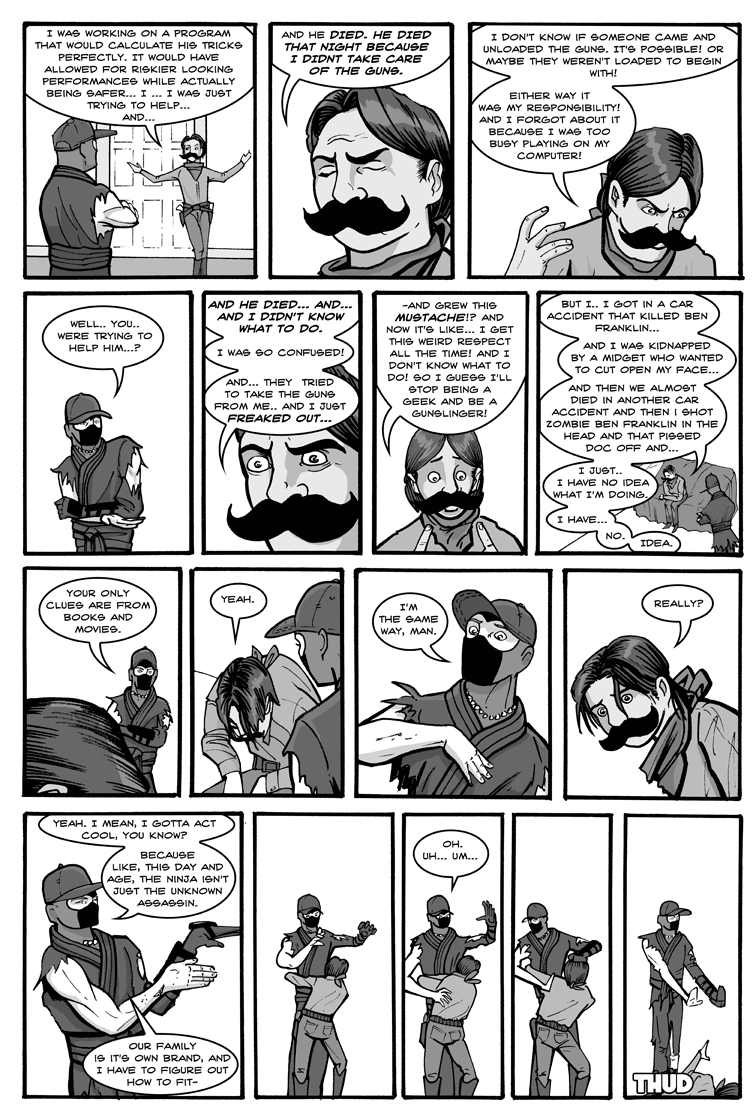 I WAS WORKING ON A PROGRAM
THAT WOULD CALCULATE HIS TRICKS
PERFECTLY. IT WOULD HAVE
ALLOWED FOR RISKIER LOOKING
PERFORMANCES WHILE ACTUALLY
BEING SAFER... I ... I WAS JUST
TRYING TO HELP...
AND...
AND HE DIED. HE DIED
THAT NIGHT BECAUSE
I DIDNT TAKE CARE
OF THE GUNS.
I DON'T KNOW IF SOMEONE CAME AND
UNLOADED THE GUNS. IT'S POSSIBLE! OR
MAYBE THEY WEREN'T LOADED TO BEGIN
WITH!
EITHER WAY IT
WAS MY RESPONSIBILITY!
AND I FORGOT ABOUT IT
BECAUSE I WAS TOO
BUSY PLAYING ON MY
COMPUTER!
WELL.. YOU..
WERE TRYING TO
HELP HIM...?
AND HE DIED... AND...
AND I DIDN'T KNOW
WHAT TO DO.
I WAS SO CONFUSED!
AND... THEY TRIED
TO TAKE THE GUNS
FROM ME.. AND I JUST
FREAKED OUT...
-AND GREW THIS
MUSTACHE!? AND
NOW IT'S LIKE... I GET
THIS WEIRD RESPECT
ALL THE TIME! AND I
DON'T KNOW WHAT TO
DO! SO I GUESS I'LL
STOP BEING A
GEEK AND BE A
GUNSLINGER!
BUT I.. I GOT IN A CAR
ACCIDENT THAT KILLED BEN
FRANKLIN...
AND I WAS KIDNAPPED
BY A MIDGET WHO WANTED
TO CUT OPEN MY FACE...
AND THEN WE ALMOST
DIED IN ANOTHER CAR
ACCIDENT AND THEN I SHOT
ZOMBIE BEN FRANKLIN IN THE
HEAD AND THAT PISSED
DOC OFF AND...
I JUST..
I HAVE NO IDEA
WHAT I'M DOING.
I HAVE...
NO.
IDEA.
YOUR ONLY
CLUES ARE FROM
BOOKS AND
MOVIES.
YEAH.
I'M
THE SAME
WAY, MAN.
REALLY?
YEAH. I MEAN, I GOTTA ACT
COOL, YOU KNOW?
BECAUSE
LIKE, THIS DAY AND
AGE, THE NINJA ISN'T
JUST THE UNKNOWN
ASSASSIN.
OUR FAMILY
IS IT'S OWN BRAND, AND
I HAVE TO FIGURE OUT
HOW TO FIT-
OH.
UH... UM...
THUD